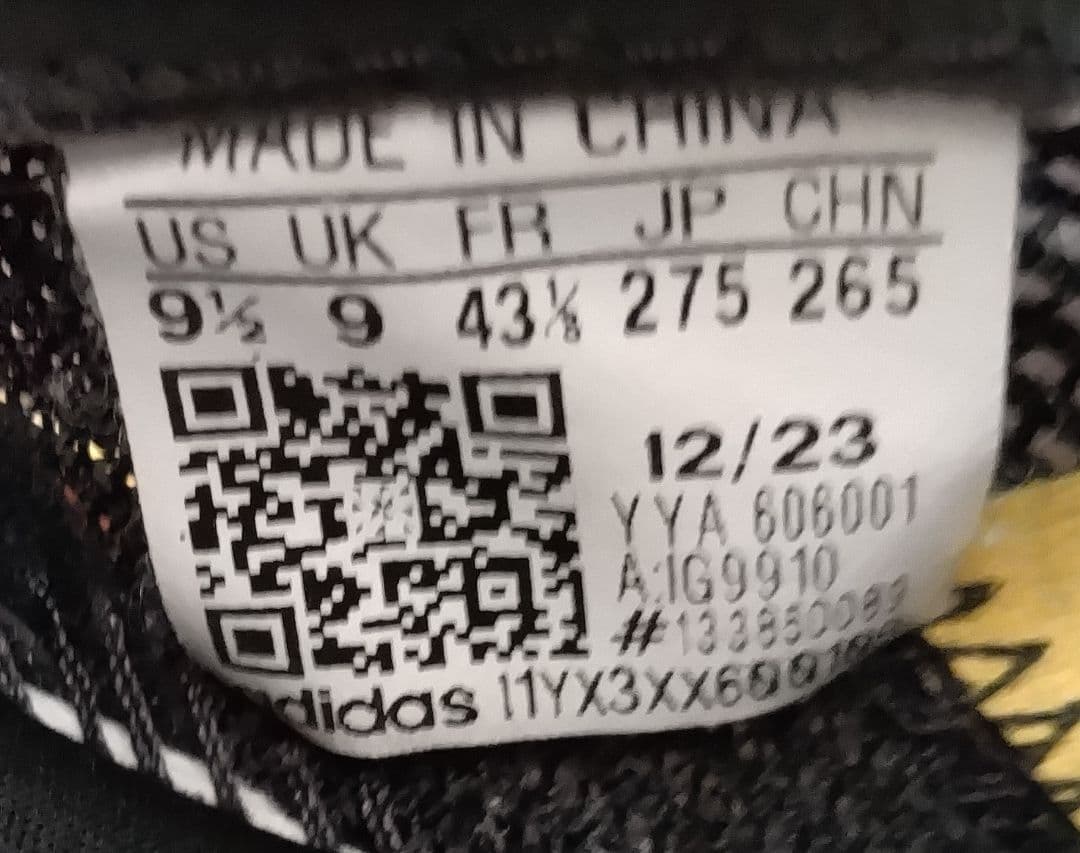 MADE IN CHINA
US UK FR JP CHN
9½ 9 43⅓ 275 265
12/23
YYA 606001
A:IG9910
adidas